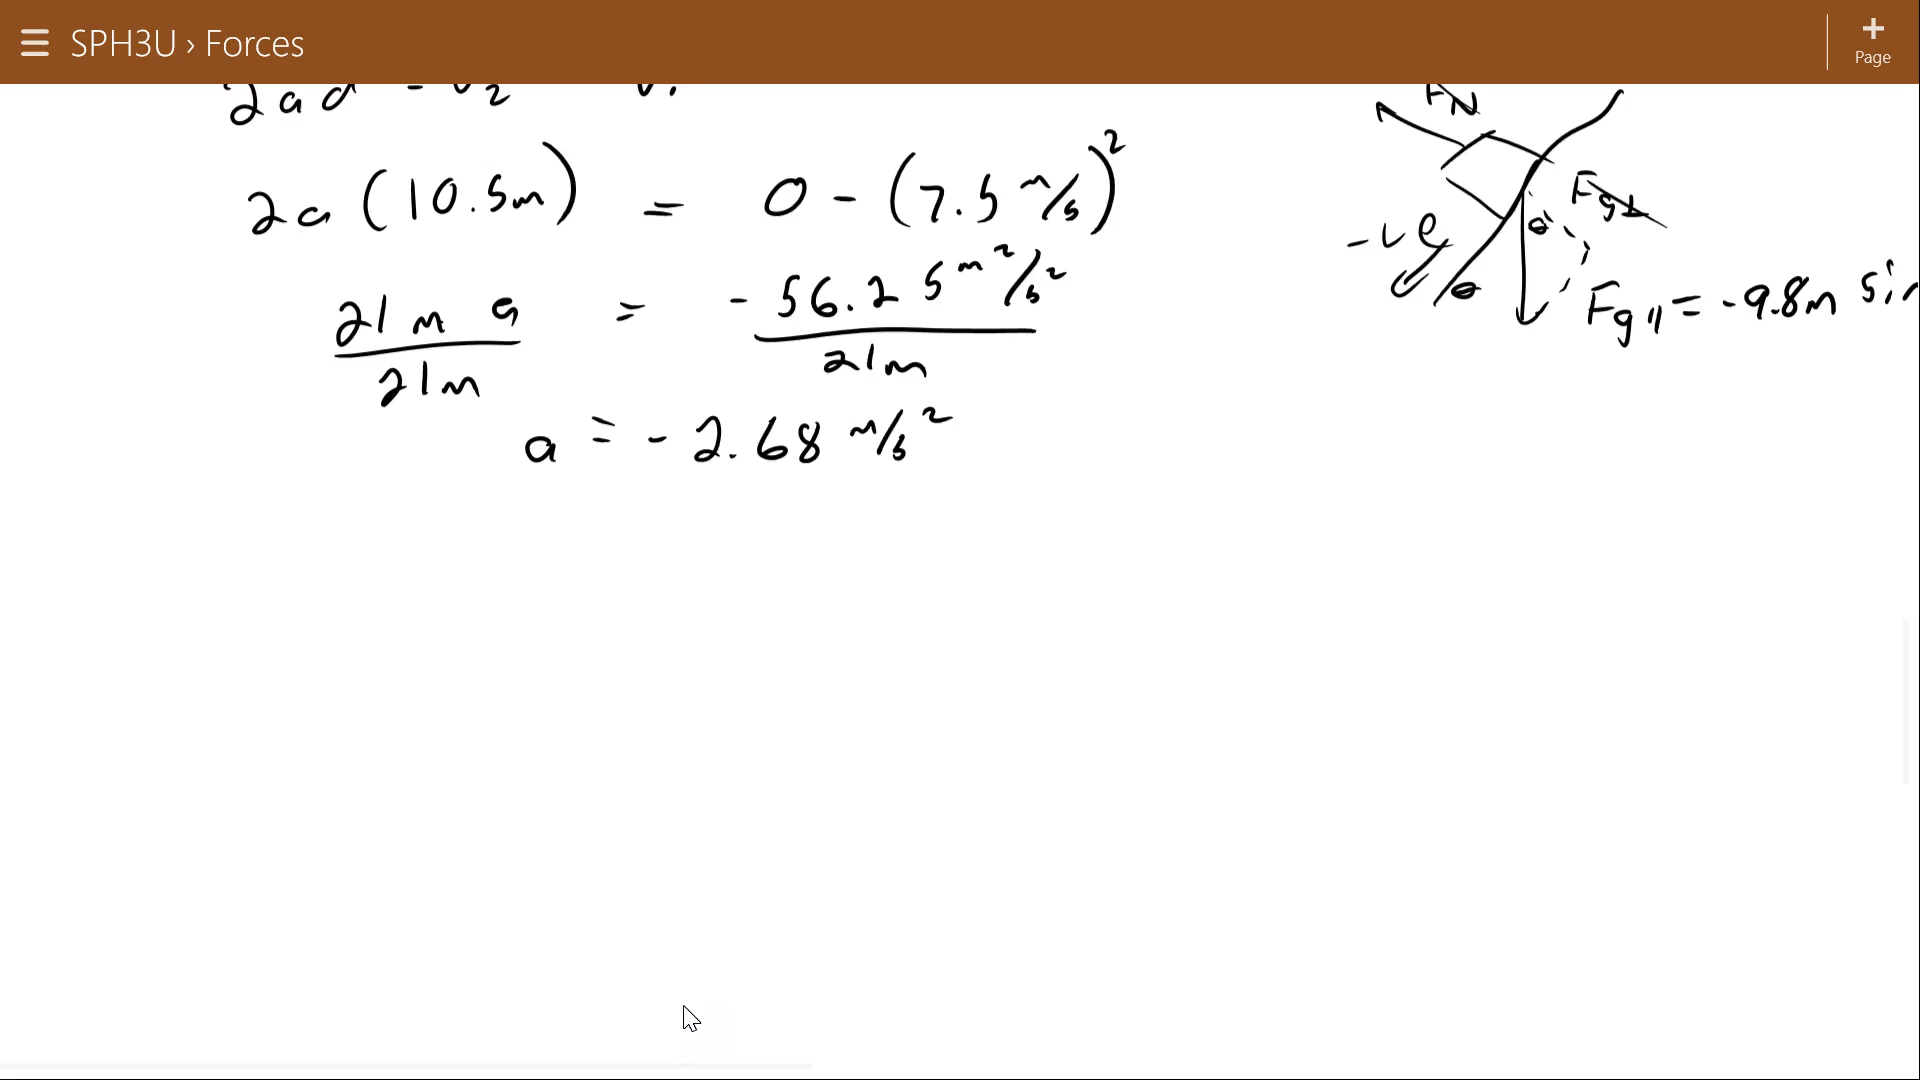 SPH3U › Forces
+
Page
2a(10.5m) = 0 - (7.5 m/s)²
21m a = -56.25 m²/s²
21m 21m
a = -2.68 m/s²
FN
Fg⊥
-ve
θ
θ
Fg∥ = -9.8m sin